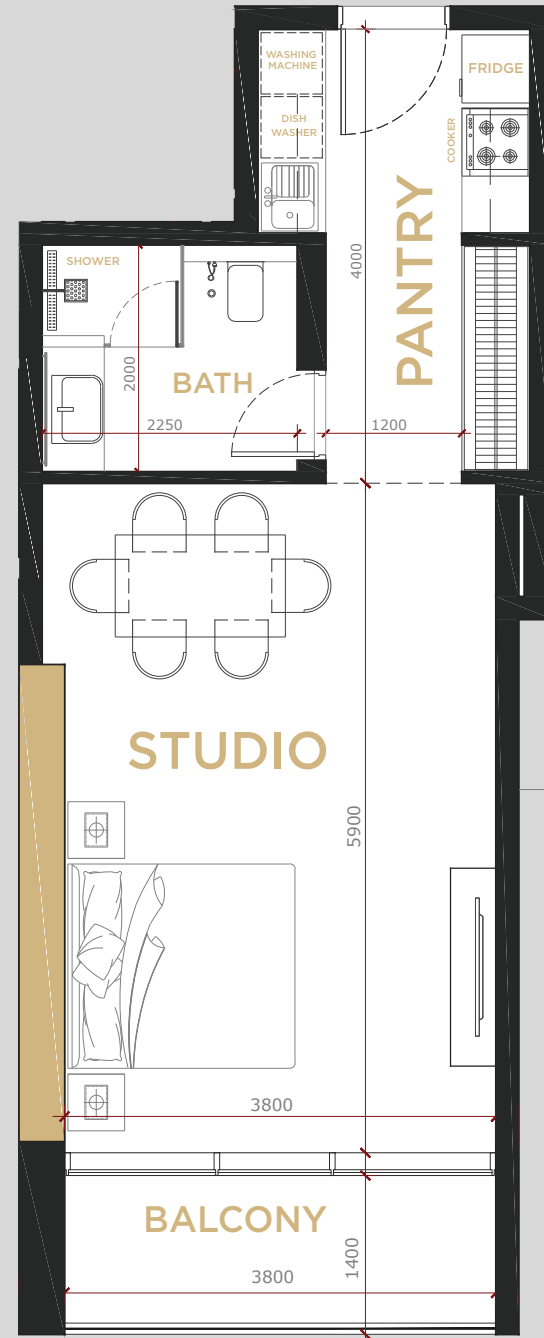 WASHING
MACHINE
FRIDGE
DISH
WASHER
COOKER
PANTRY
4000
SHOWER
2000
BATH
2250
1200
STUDIO
5900
3800
BALCONY
1400
3800